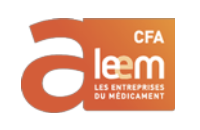 CFA
a
leem
LES ENTREPRISES
DU MÉDICAMENT